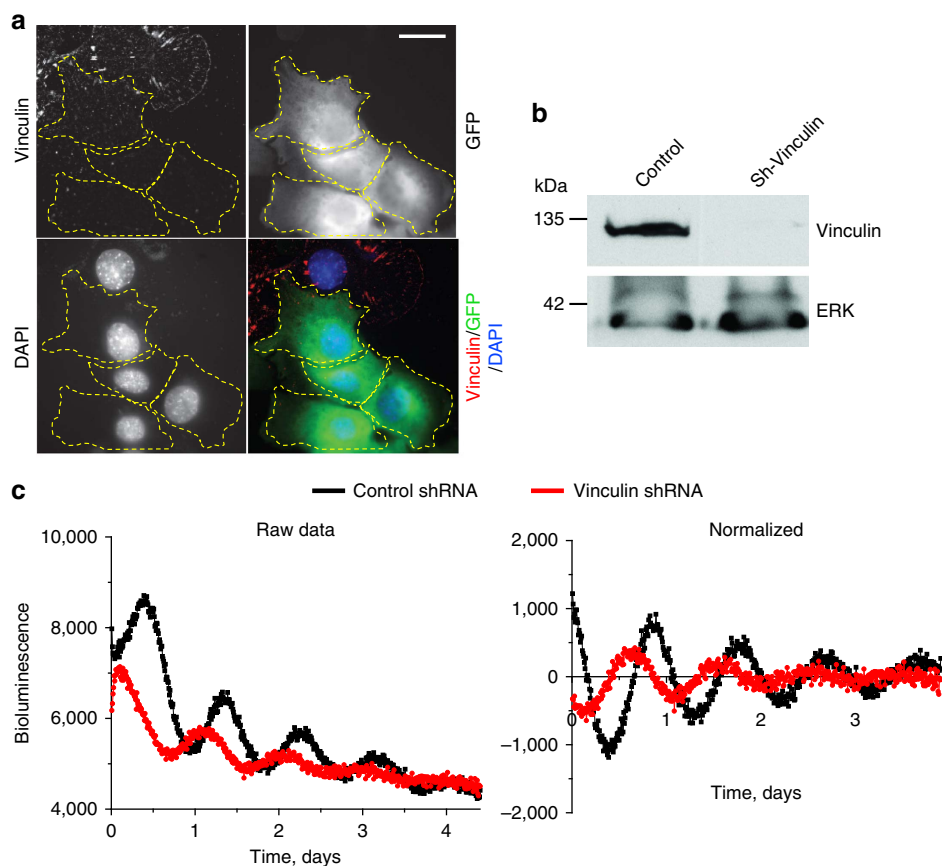 a
Vinculin
GFP
DAPI
Vinculin/GFP
/DAPI
b
Control
Sh-Vinculin
kDa
135
Vinculin
42
ERK
c
Control shRNA
Vinculin shRNA
Raw data
10,000
8,000
6,000
4,000
Bioluminescence
0
1
2
3
4
Time, days
Normalized
2,000
1,000
0
−1,000
−2,000
0
1
2
3
Time, days